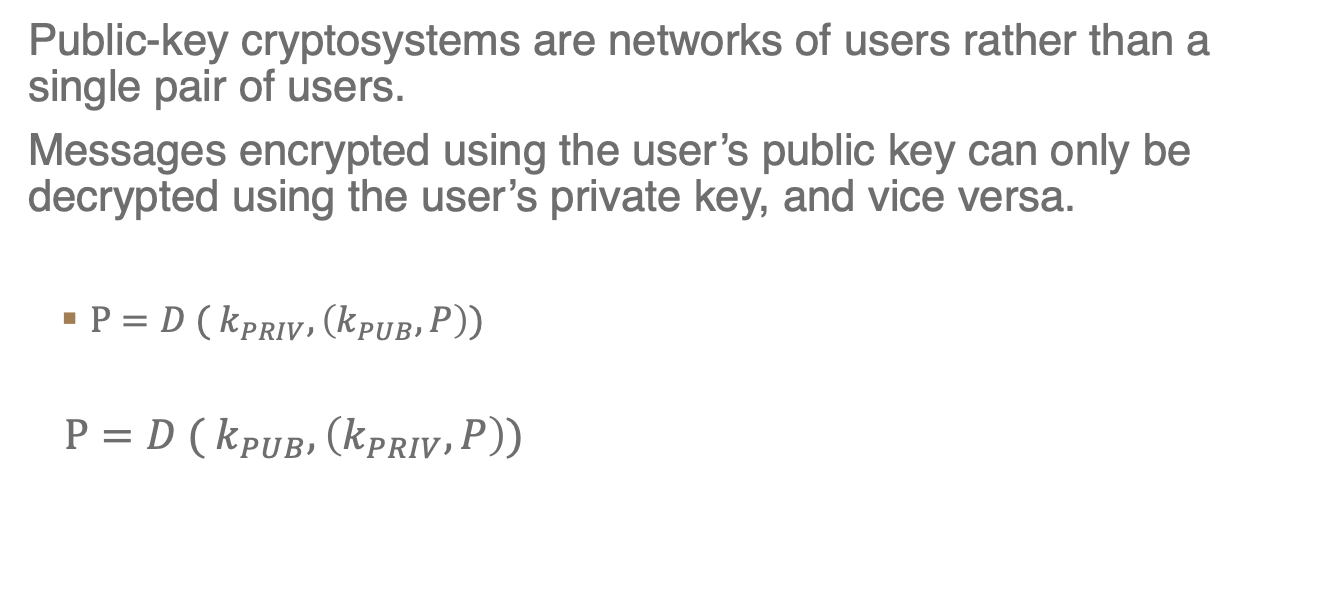 Public-key cryptosystems are networks of users rather than a
single pair of users.
Messages encrypted using the user’s public key can only be
decrypted using the user’s private key, and vice versa.
▪ P = D ( k_PRIV, (k_PUB, P))
P = D ( k_PUB, (k_PRIV, P))